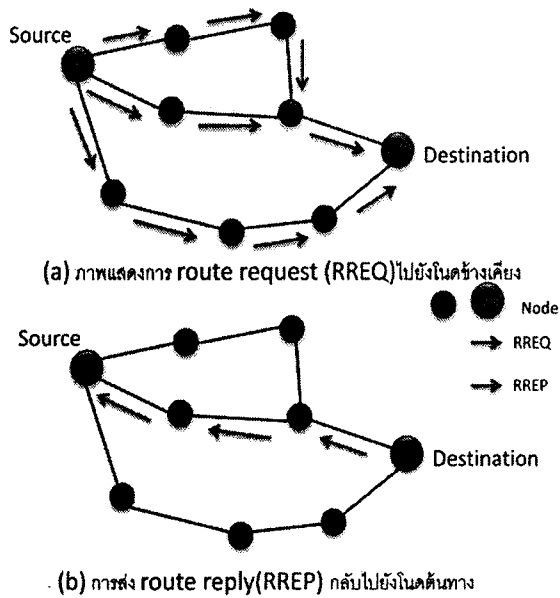 Source
Destination
(a) ภาพแสดงการ route request (RREQ)ไปยังโนดข้างเคียง
Node
RREQ
RREP
Source
Destination
(b) การส่ง route reply(RREP) กลับไปยังโนดต้นทาง